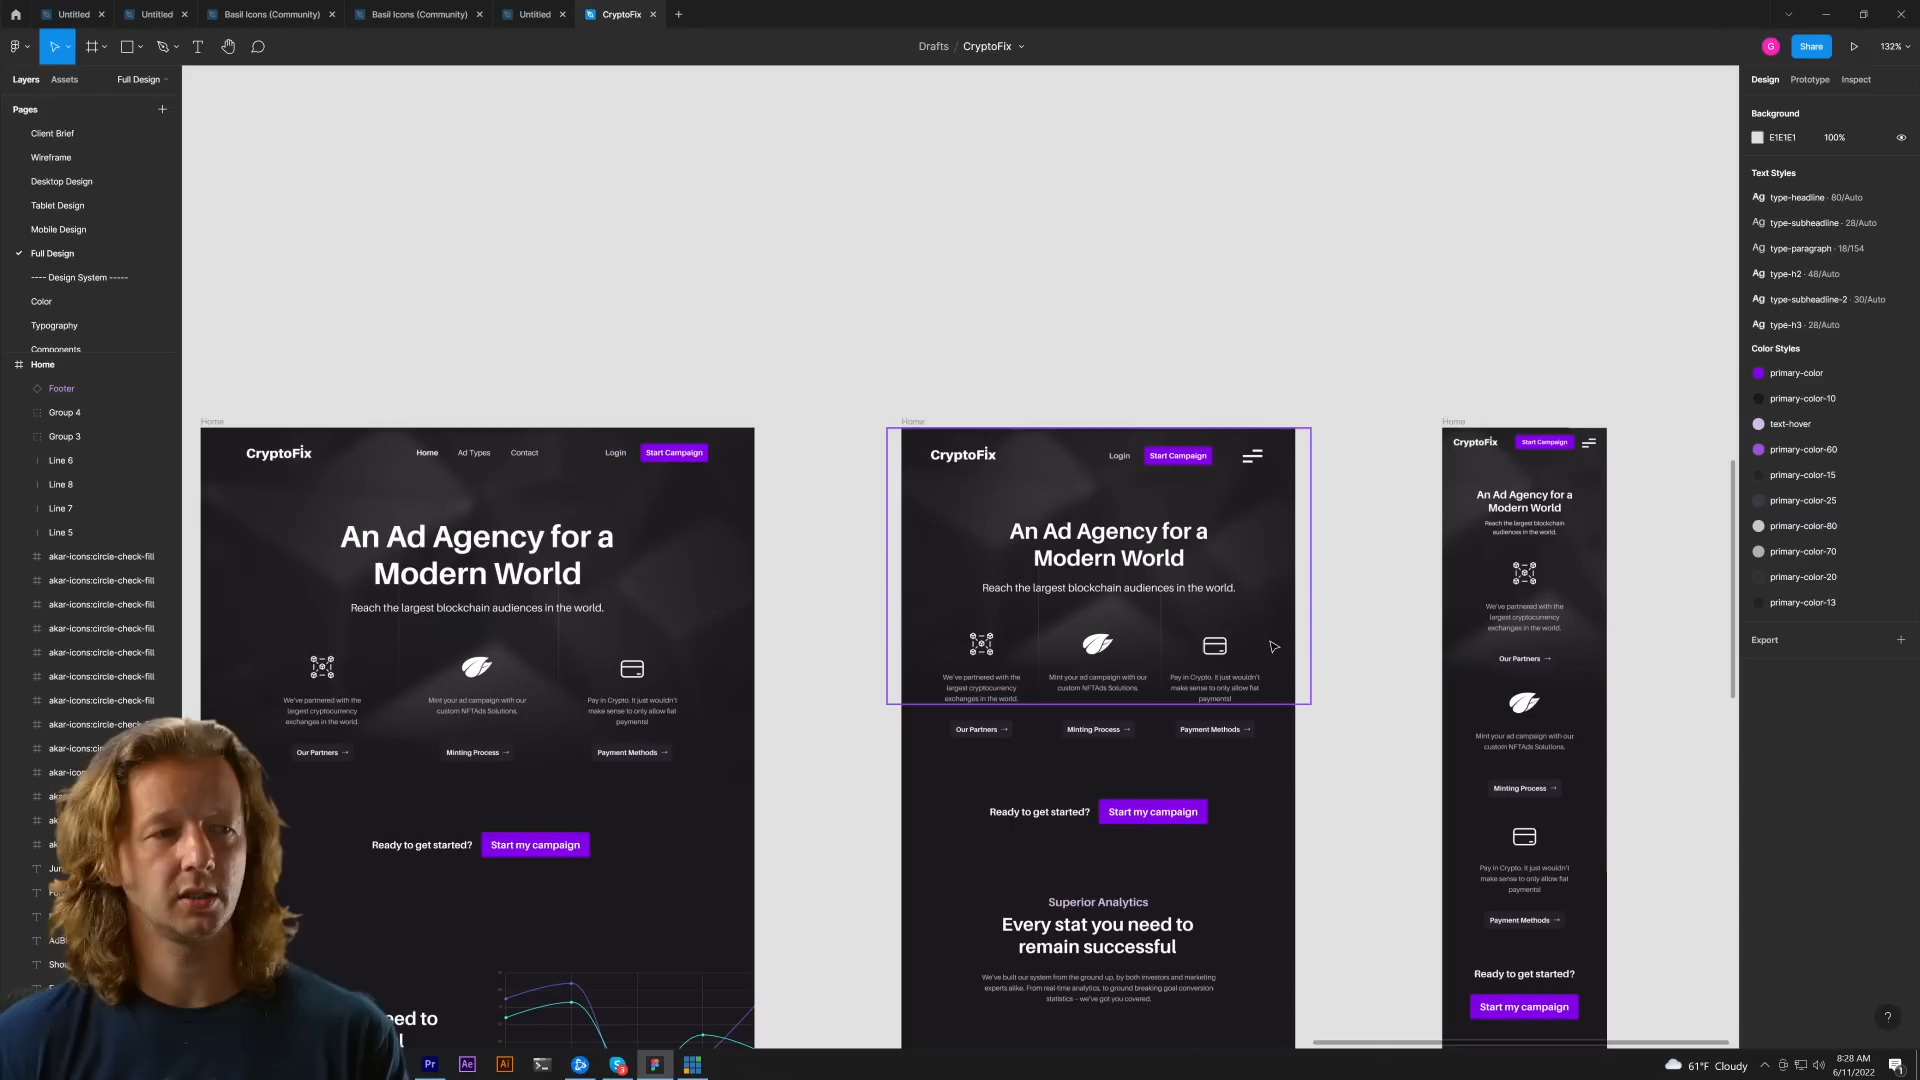 Untitled
Untitled
Basil Icons (Community)
Basil Icons (Community)
Untitled
CryptoFix
Drafts / CryptoFix
G
Share
132%
Layers
Assets
Full Design
Pages
Client Brief
Wireframe
Desktop Design
Tablet Design
Mobile Design
Full Design
---- Design System -----
Color
Typography
Components
Home
Footer
Group 4
Group 3
Line 6
Line 8
Line 7
Line 5
akar-icons:circle-check-fill
akar-icons:circle-check-fill
akar-icons:circle-check-fill
akar-icons:circle-check-fill
akar-icons:circle-check-fill
akar-icons:circle-check-fill
akar-icons:circle-check-fill
Home
CryptoFix
Home
Ad Types
Contact
Login
Start Campaign
An Ad Agency for a
Modern World
Reach the largest blockchain audiences in the world.
We've partnered with the
largest cryptocurrency
exchanges in the world.
Our Partners →
Mint your ad campaign with our
custom NFTAds Solutions.
Minting Process →
Pay in Crypto. It just wouldn't
make sense to only allow fiat
payments!
Payment Methods →
Ready to get started?
Start my campaign
Home
CryptoFix
Login
Start Campaign
An Ad Agency for a
Modern World
Reach the largest blockchain audiences in the world.
We've partnered with the
largest cryptocurrency
exchanges in the world.
Our Partners →
Mint your ad campaign with our
custom NFTAds Solutions.
Minting Process →
Pay in Crypto. It just wouldn't
make sense to only allow fiat
payments!
Payment Methods →
Ready to get started?
Start my campaign
Superior Analytics
Every stat you need to
remain successful
We've built our system from the ground up, by both investors and marketing
experts alike. From real-time analytics, to ground breaking goal conversion
statistics -- we've got you covered.
Home
CryptoFix
Start Campaign
An Ad Agency for a
Modern World
Reach the largest blockchain
audiences in the world.
We've partnered with the
largest cryptocurrency
exchanges in the world.
Our Partners →
Mint your ad campaign with our
custom NFTAds Solutions.
Minting Process →
Pay in Crypto. It just wouldn't
make sense to only allow fiat
payments!
Payment Methods →
Ready to get started?
Start my campaign
Design
Prototype
Inspect
Background
E1E1E1
100%
Text Styles
Ag type-headline · 80/Auto
Ag type-subheadline · 28/Auto
Ag type-paragraph · 18/154
Ag type-h2 · 48/Auto
Ag type-subheadline-2 · 30/Auto
Ag type-h3 · 28/Auto
Color Styles
primary-color
primary-color-10
text-hover
primary-color-60
primary-color-15
primary-color-25
primary-color-80
primary-color-70
primary-color-20
primary-color-13
Export
?
Pr
Ae
Ai
61°F Cloudy
8:28 AM
6/11/2022